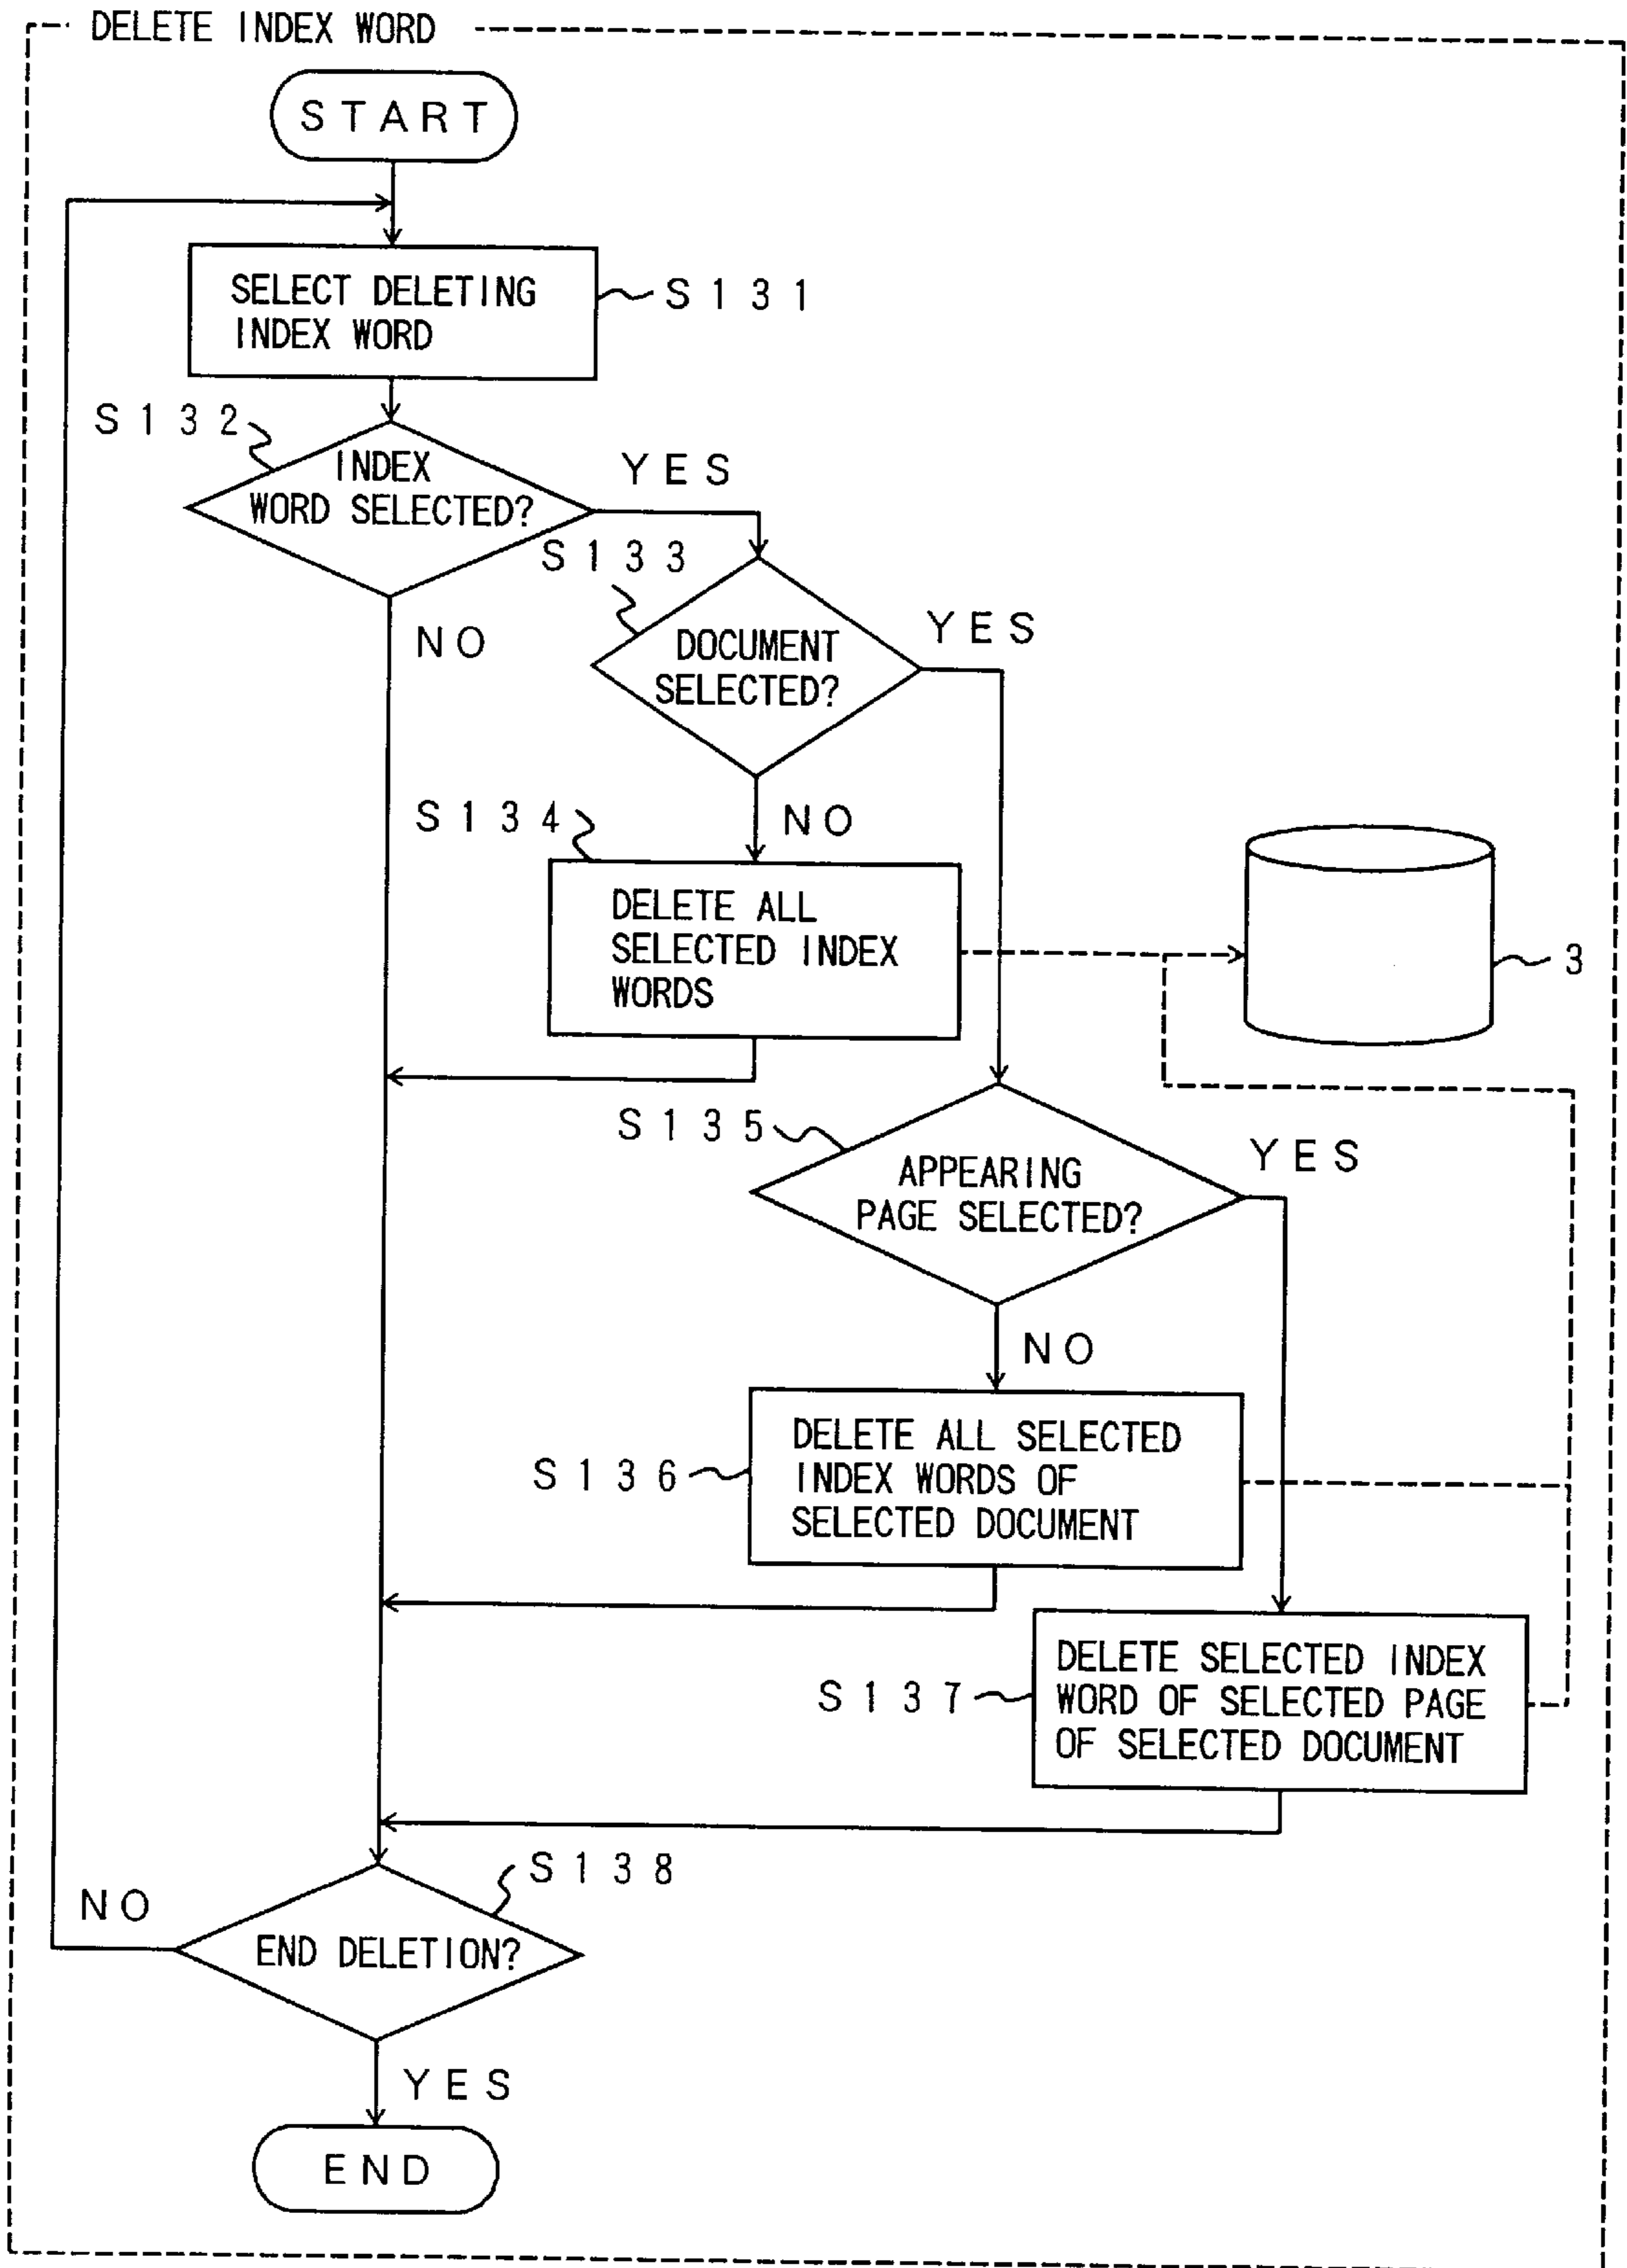 DELETE INDEX WORD
START
SELECT DELETING
INDEX WORD
S131
S132
INDEX
WORD SELECTED?
YES
S133
NO
DOCUMENT
SELECTED?
YES
S134
NO
DELETE ALL
SELECTED INDEX
WORDS
3
S135
APPEARING
PAGE SELECTED?
YES
NO
S136
DELETE ALL SELECTED
INDEX WORDS OF
SELECTED DOCUMENT
S137
DELETE SELECTED INDEX
WORD OF SELECTED PAGE
OF SELECTED DOCUMENT
S138
NO
END DELETION?
YES
END